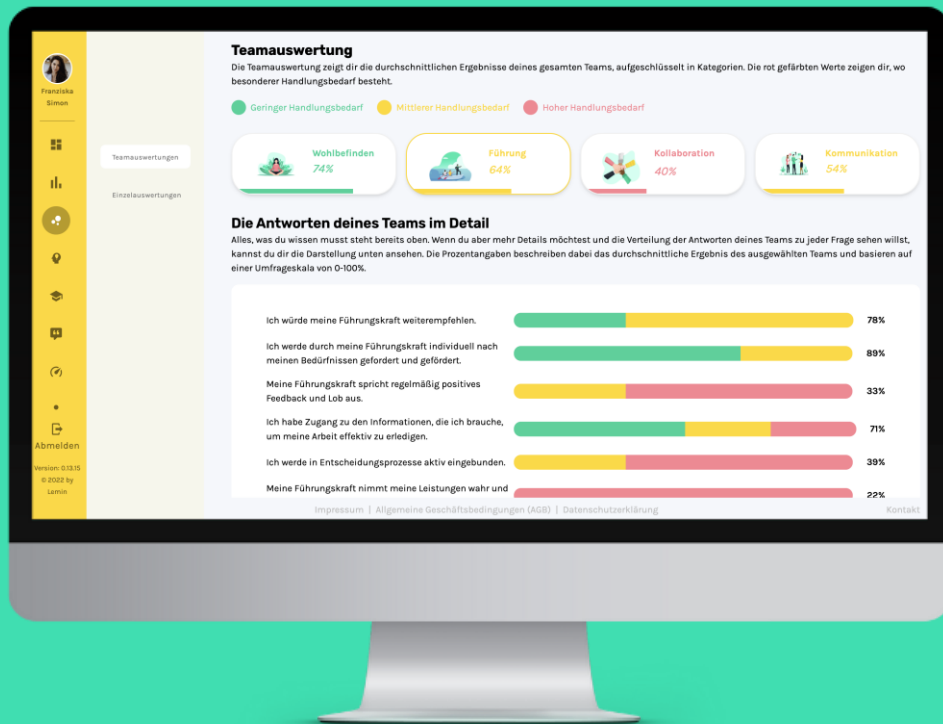 Franziska
Simon
Abmelden
Version: 0.13.15
© 2022 by
Lemin
Teamauswertungen
Einzelauswertungen
Teamauswertung
Die Teamauswertung zeigt dir die durchschnittlichen Ergebnisse deines gesamten Teams, aufgeschlüsselt in Kategorien. Die rot gefärbten Werte zeigen dir, wo
besonderer Handlungsbedarf besteht.
Geringer Handlungsbedarf Mittlerer Handlungsbedarf Hoher Handlungsbedarf
Wohlbefinden
74%
Führung
64%
Kollaboration
40%
Kommunikation
54%
Die Antworten deines Teams im Detail
Alles, was du wissen musst steht bereits oben. Wenn du aber mehr Details möchtest und die Verteilung der Antworten deines Teams zu jeder Frage sehen willst,
kannst du dir die Darstellung unten ansehen. Die Prozentangaben beschreiben dabei das durchschnittliche Ergebnis des ausgewählten Teams und basieren auf
einer Umfrageskala von 0-100%.
Ich würde meine Führungskraft weiterempfehlen. 78%
Ich werde durch meine Führungskraft individuell nach
meinen Bedürfnissen gefordert und gefördert. 89%
Meine Führungskraft spricht regelmäßig positives
Feedback und Lob aus. 33%
Ich habe Zugang zu den Informationen, die ich brauche,
um meine Arbeit effektiv zu erledigen. 71%
Ich werde in Entscheidungsprozesse aktiv eingebunden. 39%
Meine Führungskraft nimmt meine Leistungen wahr und 22%
Impressum | Allgemeine Geschäftsbedingungen (AGB) | Datenschutzerklärung Kontakt